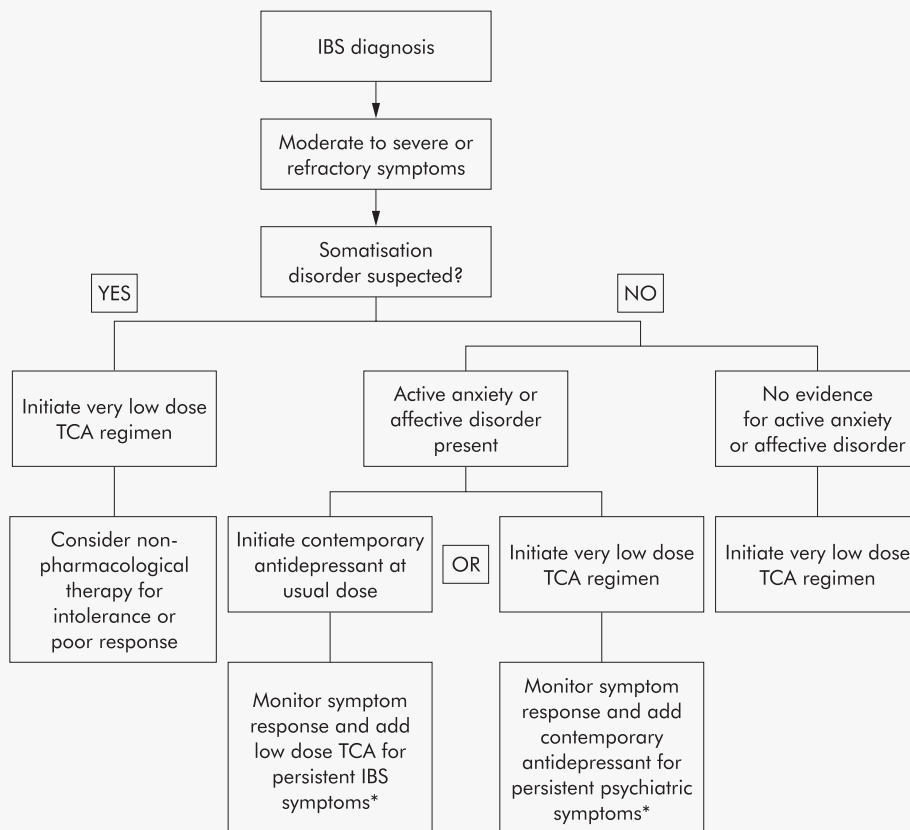 IBS diagnosis
Moderate to severe or
refractory symptoms
Somatisation
disorder suspected?
YES
NO
Initiate very low dose
TCA regimen
Active anxiety or
affective disorder
present
No evidence
for active anxiety
or affective disorder
Consider non-
pharmacological
therapy for
intolerance or
poor response
Initiate contemporary
antidepressant at
usual dose
OR
Initiate very low dose
TCA regimen
Initiate very low dose
TCA regimen
Monitor symptom
response and add
low dose TCA for
persistent IBS
symptoms*
Monitor symptom
response and add
contemporary
antidepressant for
persistent psychiatric
symptoms*